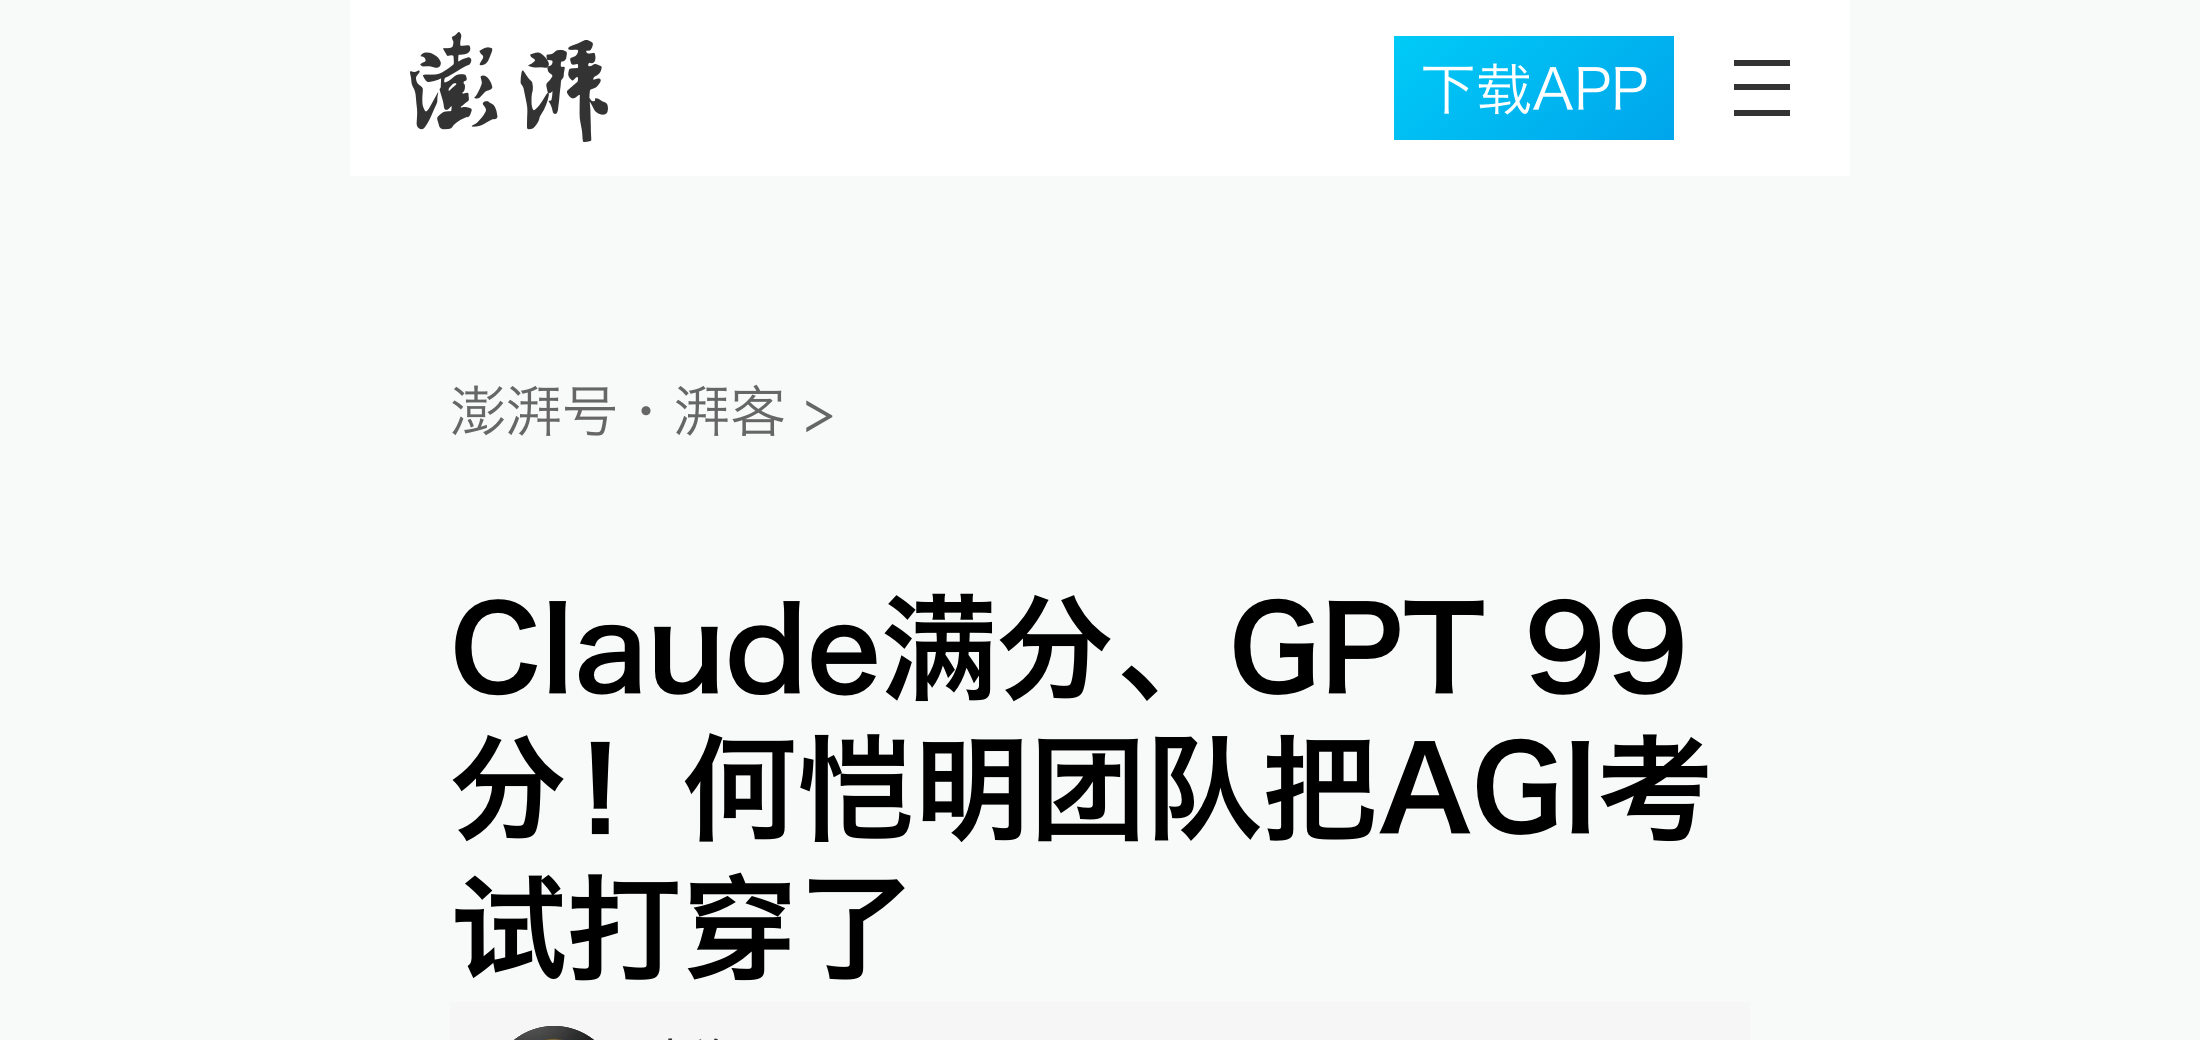 澎湃
下载APP
澎湃号·湃客 >
Claude满分、GPT 99
分！何恺明团队把AGI考
试打穿了